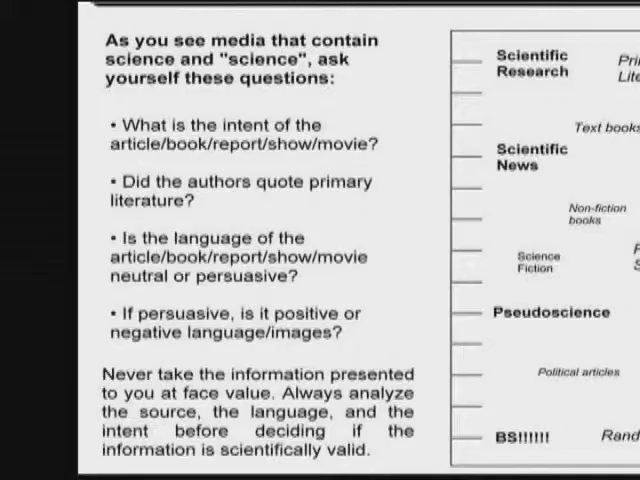 As you see media that contain
science and "science", ask
yourself these questions:
• What is the intent of the
article/book/report/show/movie?
• Did the authors quote primary
literature?
• Is the language of the
article/book/report/show/movie
neutral or persuasive?
• If persuasive, is it positive or
negative language/images?
Never take the information presented
to you at face value. Always analyze
the source, the language, and the
intent before deciding if the
information is scientifically valid.
Scientific
Research
Text books
Scientific
News
Non-fiction
books
Science
Fiction
Pseudoscience
Political articles
BS!!!!!!